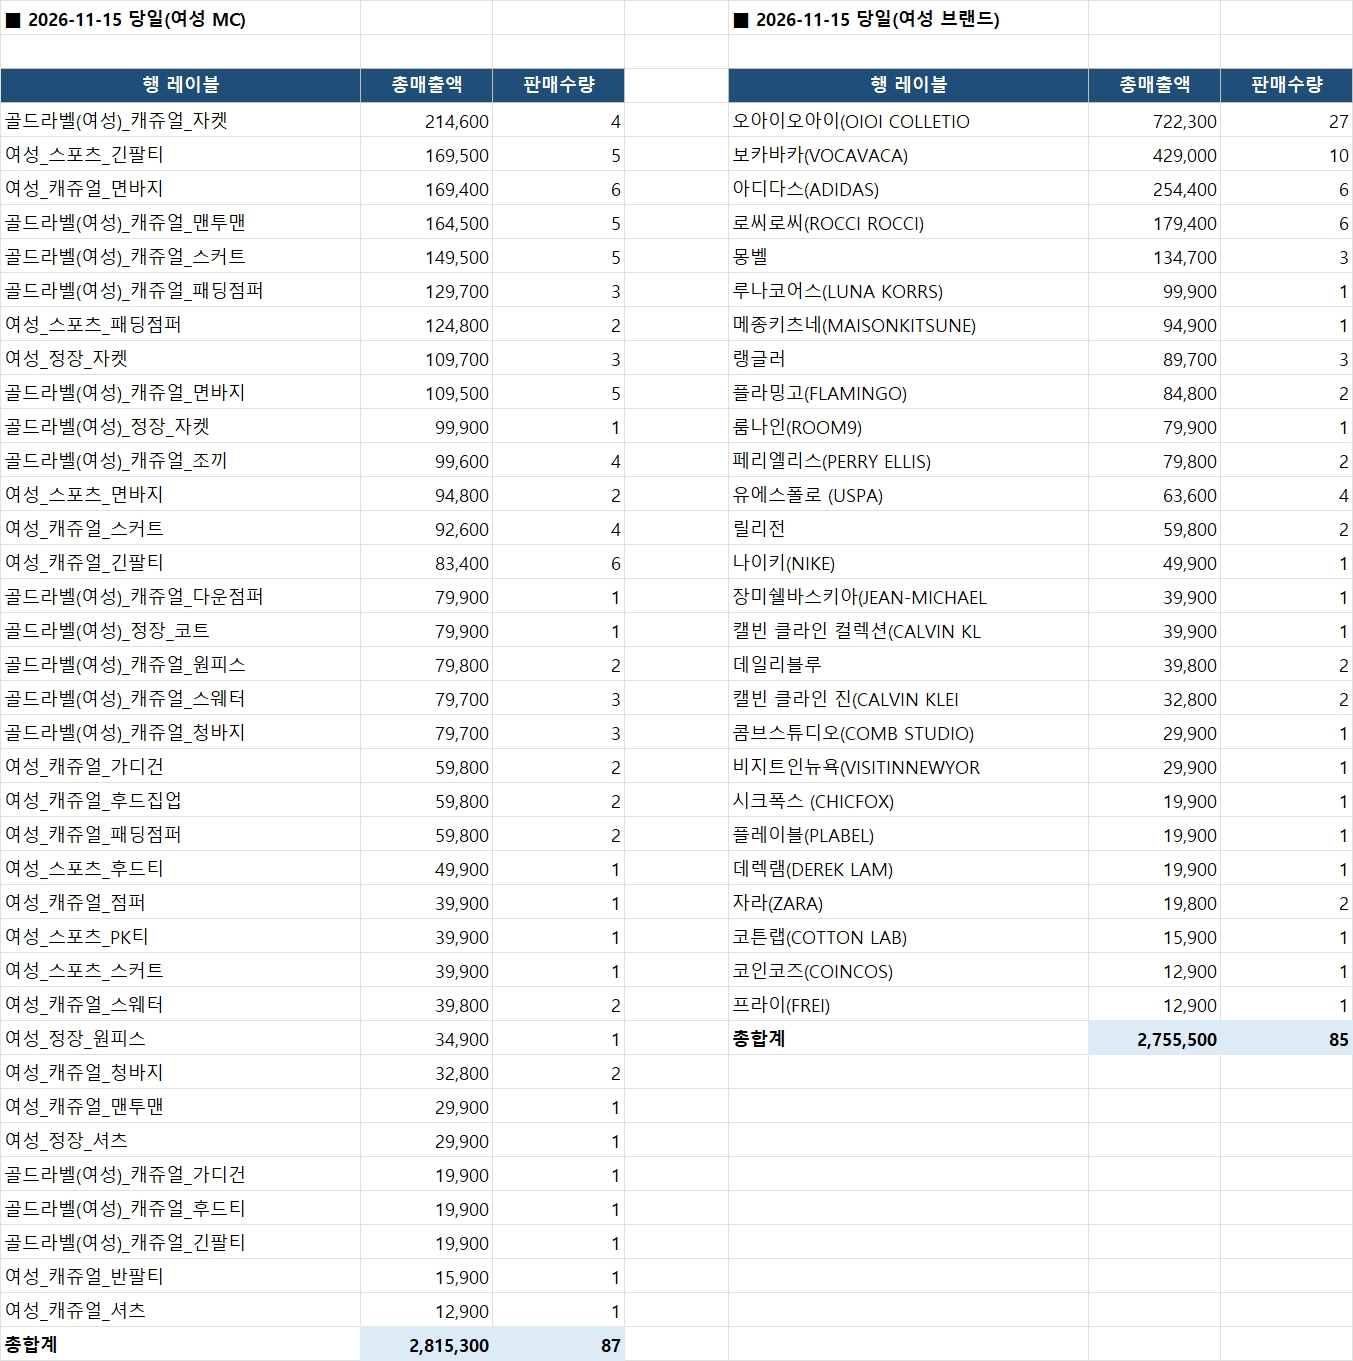 ■ 2026-11-15 당일(여성 MC)
행 레이블 총매출액 판매수량
골드라벨(여성)_캐쥬얼_자켓 214,600 4
여성_스포츠_긴팔티 169,500 5
여성_캐쥬얼_면바지 169,400 6
골드라벨(여성)_캐쥬얼_맨투맨 164,500 5
골드라벨(여성)_캐쥬얼_스커트 149,500 5
골드라벨(여성)_캐쥬얼_패딩점퍼 129,700 3
여성_스포츠_패딩점퍼 124,800 2
여성_정장_자켓 109,700 3
골드라벨(여성)_캐쥬얼_면바지 109,500 5
골드라벨(여성)_정장_자켓 99,900 1
골드라벨(여성)_캐쥬얼_조끼 99,600 4
여성_스포츠_면바지 94,800 2
여성_캐쥬얼_스커트 92,600 4
여성_캐쥬얼_긴팔티 83,400 6
골드라벨(여성)_캐쥬얼_다운점퍼 79,900 1
골드라벨(여성)_정장_코트 79,900 1
골드라벨(여성)_캐쥬얼_원피스 79,800 2
골드라벨(여성)_캐쥬얼_스웨터 79,700 3
골드라벨(여성)_캐쥬얼_청바지 79,700 3
여성_캐쥬얼_가디건 59,800 2
여성_캐쥬얼_후드집업 59,800 2
여성_캐쥬얼_패딩점퍼 59,800 2
여성_스포츠_후드티 49,900 1
여성_캐쥬얼_점퍼 39,900 1
여성_스포츠_PK티 39,900 1
여성_스포츠_스커트 39,900 1
여성_캐쥬얼_스웨터 39,800 2
여성_정장_원피스 34,900 1
여성_캐쥬얼_청바지 32,800 2
여성_캐쥬얼_맨투맨 29,900 1
여성_정장_셔츠 29,900 1
골드라벨(여성)_캐쥬얼_가디건 19,900 1
골드라벨(여성)_캐쥬얼_후드티 19,900 1
골드라벨(여성)_캐쥬얼_긴팔티 19,900 1
여성_캐쥬얼_반팔티 15,900 1
여성_캐쥬얼_셔츠 12,900 1
총합계 2,815,300 87
■ 2026-11-15 당일(여성 브랜드)
행 레이블 총매출액 판매수량
오아이오아이(OIOI COLLETIO 722,300 27
보카바카(VOCAVACA) 429,000 10
아디다스(ADIDAS) 254,400 6
로씨로씨(ROCCI ROCCI) 179,400 6
몽벨 134,700 3
루나코어스(LUNA KORRS) 99,900 1
메종키츠네(MAISONKITSUNE) 94,900 1
랭글러 89,700 3
플라밍고(FLAMINGO) 84,800 2
룸나인(ROOM9) 79,900 1
페리엘리스(PERRY ELLIS) 79,800 2
유에스폴로 (USPA) 63,600 4
릴리전 59,800 2
나이키(NIKE) 49,900 1
장미쉘바스키아(JEAN-MICHAEL 39,900 1
캘빈 클라인 컬렉션(CALVIN KL 39,900 1
데일리블루 39,800 2
캘빈 클라인 진(CALVIN KLEI 32,800 2
콤브스튜디오(COMB STUDIO) 29,900 1
비지트인뉴욕(VISITINNEWYOR 29,900 1
시크폭스 (CHICFOX) 19,900 1
플레이블(PLABEL) 19,900 1
데렉램(DEREK LAM) 19,900 1
자라(ZARA) 19,800 2
코튼랩(COTTON LAB) 15,900 1
코인코즈(COINCOS) 12,900 1
프라이(FREI) 12,900 1
총합계 2,755,500 85